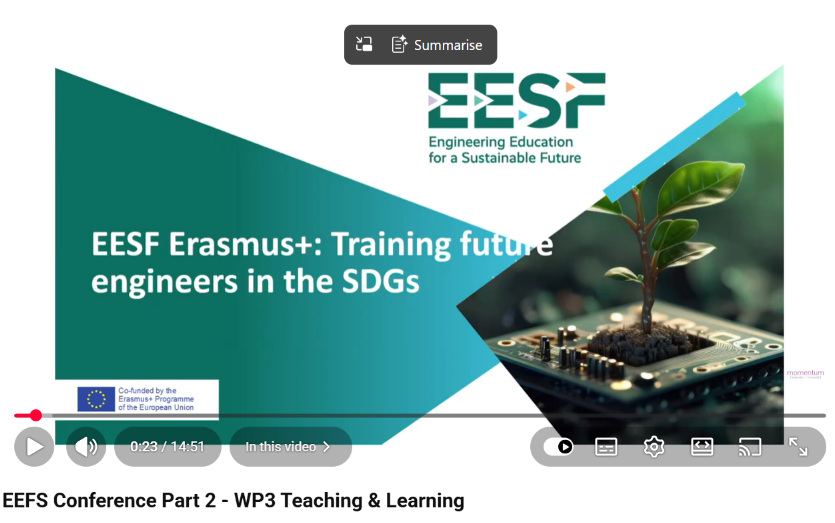 Summarise
EESF
Engineering Education
for a Sustainable Future
EESF Erasmus+: Training future
engineers in the SDGs
Co-funded by the
Erasmus+ Programme
of the European Union
momentum
0:23 / 14:51
In this video
EEFS Conference Part 2 - WP3 Teaching & Learning